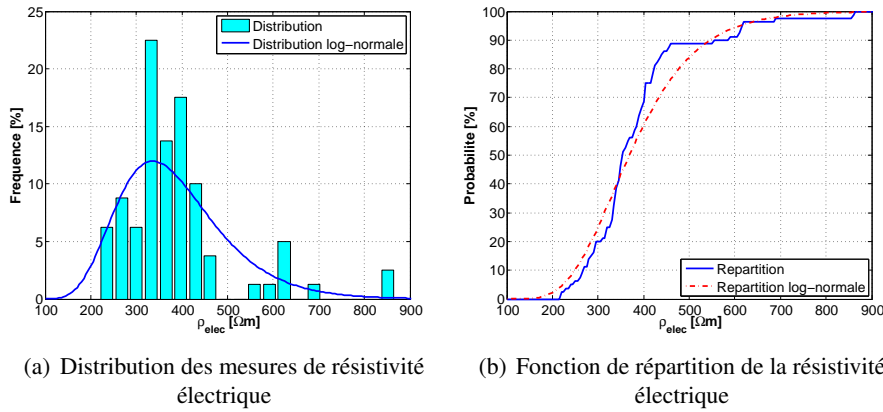 25
20
15
10
5
0
Frequence [%]
Distribution
Distribution log−normale
100 200 300 400 500 600 700 800 900
ρelec [Ωm]
(a) Distribution des mesures de résistivité
électrique
100
90
80
70
60
50
40
30
20
10
0
Probabilite [%]
Repartition
Repartition log−normale
100 200 300 400 500 600 700 800 900
ρelec [Ωm]
(b) Fonction de répartition de la résistivité
électrique